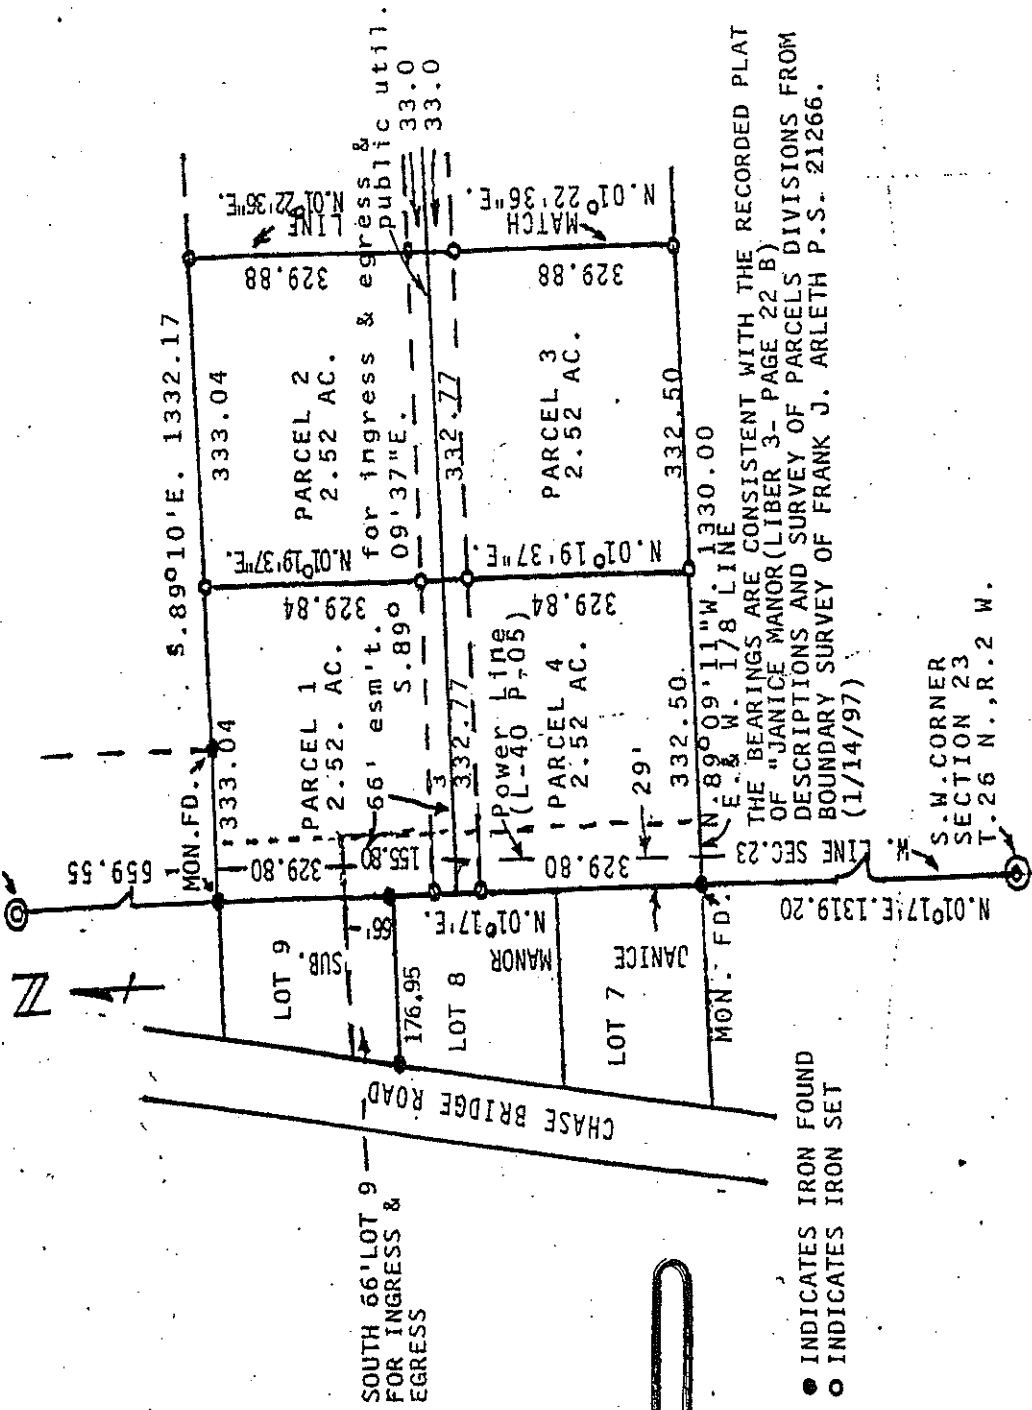 N
659.55
MON.FD.
S.89°10'E. 1332.17
333.04
333.04
LOT 9
SUB.
329.80
PARCEL 1
2.52. AC.
N.01°19'37"E.
329.84
PARCEL 2
2.52 AC.
329.88
LINE
N.01°22'36"E.
66' esm't. for ingress & egress &
public util.
S.89° 09'37"E.
33.0
33.0
SOUTH 66'LOT 9
FOR INGRESS &
EGRESS
66'
155.80
176.95
N.01°17'E.
3
332.77
332.77
LOT 8
MANOR
Power Line
(L-40 P-05)
PARCEL 4
2.52 AC.
329.80
29'
329.84
N.01°19'37"E.
PARCEL 3
2.52 AC.
329.88
MATCH
N.01°22'36"E.
CHASE BRIDGE ROAD
LOT 7
JANICE
332.50
332.50
MON. FD.
N.89°09'11"W. 1330.00
E.& W. 1/8 LINE
W. LINE SEC.23
N.01°17'E.1319.20
THE BEARINGS ARE CONSISTENT WITH THE RECORDED PLAT
OF "JANICE MANOR(LIBER 3- PAGE 22 B)
DESCRIPTIONS AND SURVEY OF PARCELS DIVISIONS FROM
BOUNDARY SURVEY OF FRANK J. ARLETH P.S. 21266.
(1/14/97)
S.W.CORNER
SECTION 23
T.26 N.,R.2 W.
● INDICATES IRON FOUND
○ INDICATES IRON SET